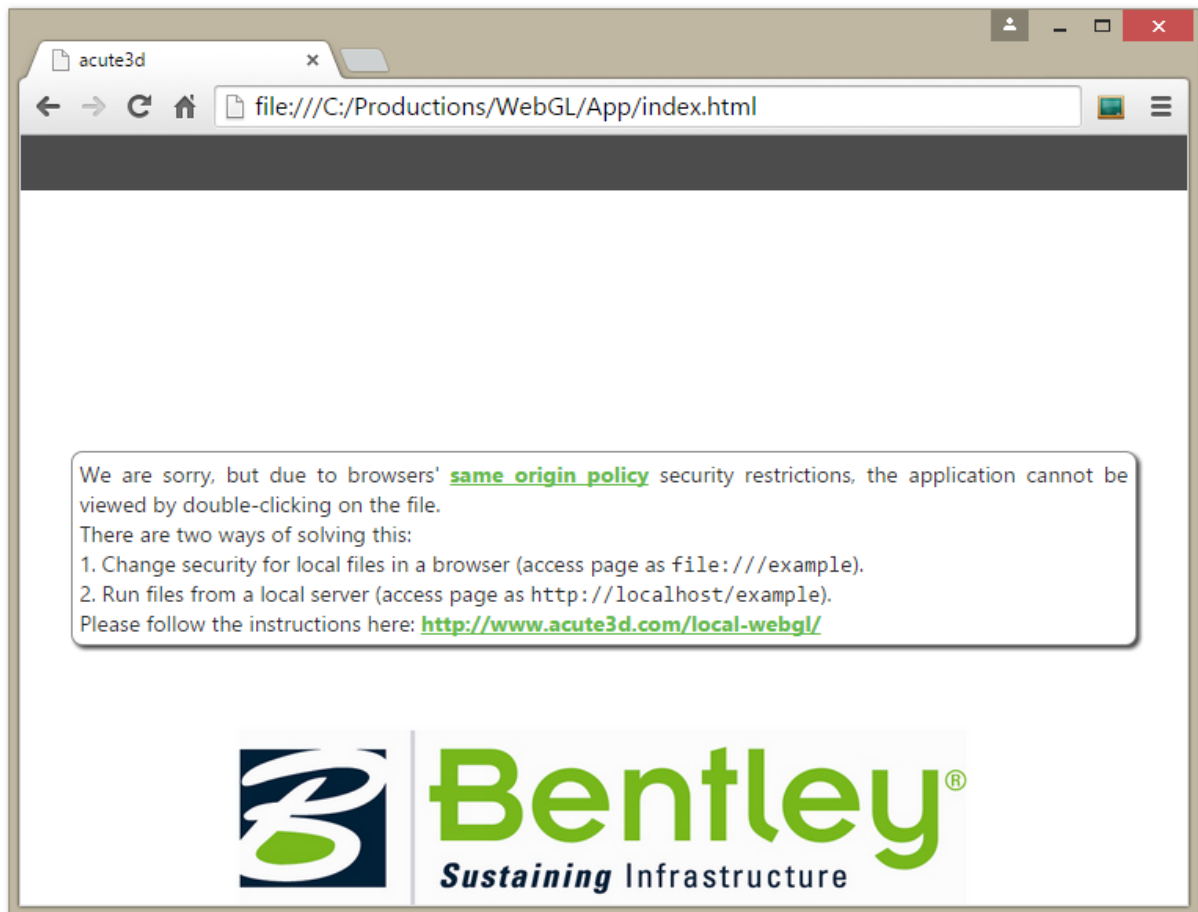 acute3d
file:///C:/Productions/WebGL/App/index.html
We are sorry, but due to browsers' same origin policy security restrictions, the application cannot be
viewed by double-clicking on the file.
There are two ways of solving this:
1. Change security for local files in a browser (access page as file:///example).
2. Run files from a local server (access page as http://localhost/example).
Please follow the instructions here: http://www.acute3d.com/local-webgl/
B Bentley®
Sustaining Infrastructure